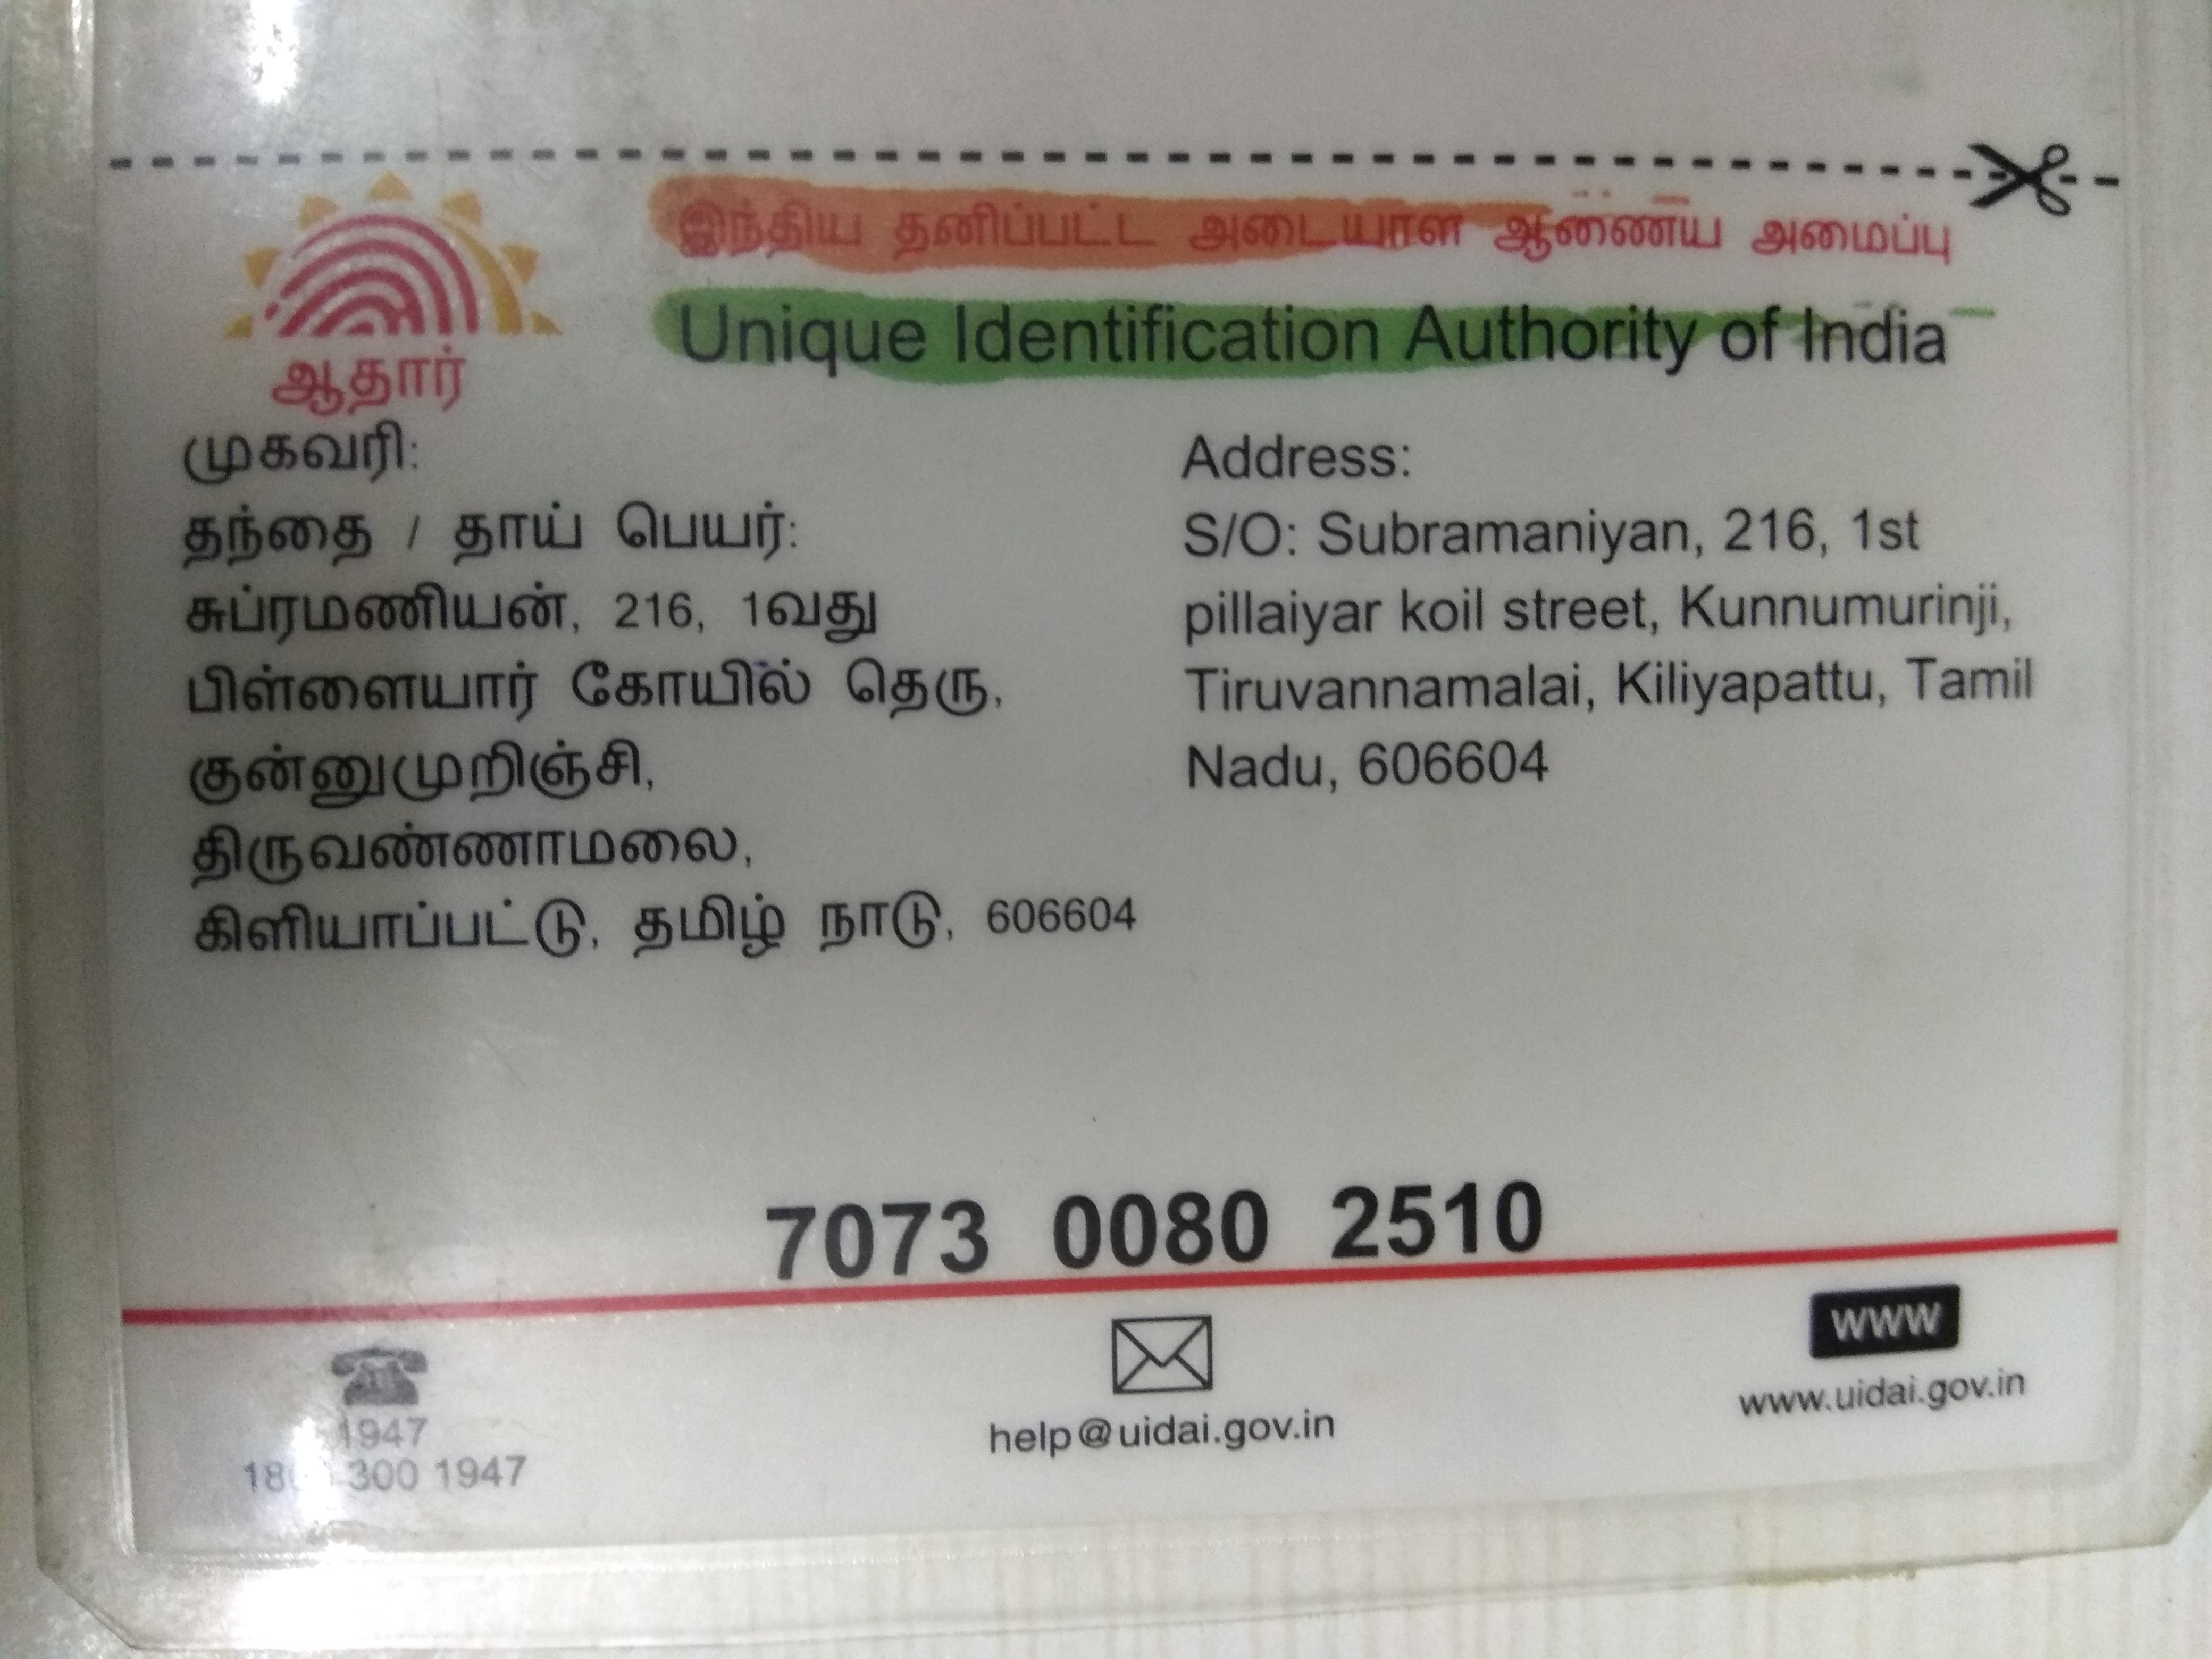 இந்திய தனிப்பட்ட அடையாள ஆணைய அமைப்பு
Unique Identification Authority of India
ஆதார்
முகவரி:
தந்தை / தாய் பெயர்:
சுப்ரமணியன், 216, 1வது
பிள்ளையார் கோயில் தெரு,
குன்னுமுறிஞ்சி,
திருவண்ணாமலை,
கிளியாப்பட்டு, தமிழ் நாடு, 606604
Address:
S/O: Subramaniyan, 216, 1st
pillaiyar koil street, Kunnumurinji,
Tiruvannamalai, Kiliyapattu, Tamil
Nadu, 606604
7073 0080 2510
1947
300 1947
help@uidai.gov.in
WWW
www.uidai.gov.in